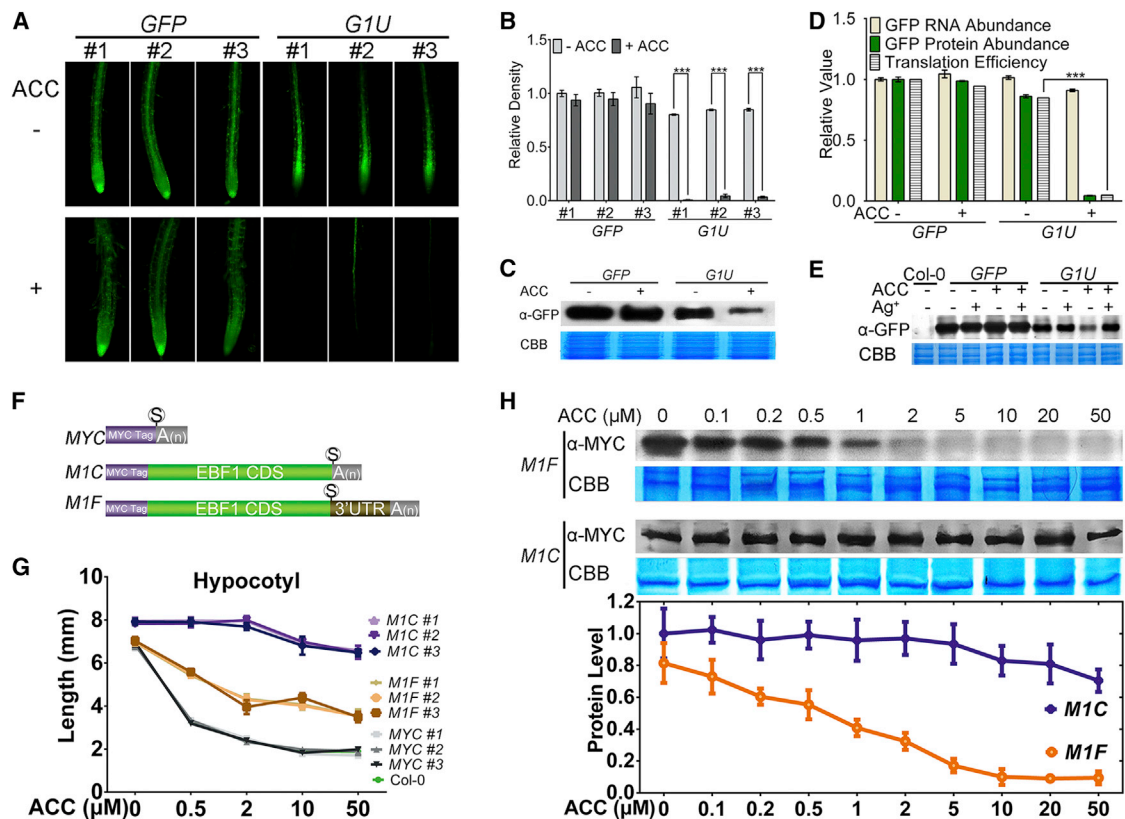 A
GFP G1U
#1 #2 #3 #1 #2 #3
ACC
-
+
B
- ACC + ACC
*** *** ***
Relative Density
1.5
1.0
0.5
0.0
#1 #2 #3 #1 #2 #3
GFP G1U
C
GFP G1U
ACC - + - +
α-GFP
CBB
D
GFP RNA Abundance
GFP Protein Abundance
Translation Efficiency
***
Relative Value
1.5
1.0
0.5
0.0
ACC - + - +
GFP G1U
E
Col-0 GFP G1U
ACC - - - + + - - + +
Ag+ - - + - + - + - +
α-GFP
CBB
F
MYC MYC Tag S A(n)
M1C MYC Tag EBF1 CDS S A(n)
M1F MYC Tag EBF1 CDS S 3'UTR A(n)
G
Hypocotyl
Length (mm)
10
8
6
4
2
0
ACC (μM) 0 0.5 2 10 50
M1C #1
M1C #2
M1C #3
M1F #1
M1F #2
M1F #3
MYC #1
MYC #2
MYC #3
Col-0
H
ACC (μM) 0 0.1 0.2 0.5 1 2 5 10 20 50
M1F
α-MYC
CBB
M1C
α-MYC
CBB
Protein Level
1.2
1.0
0.8
0.6
0.4
0.2
0.0
M1C
M1F
ACC (μM) 0 0.1 0.2 0.5 1 2 5 10 20 50